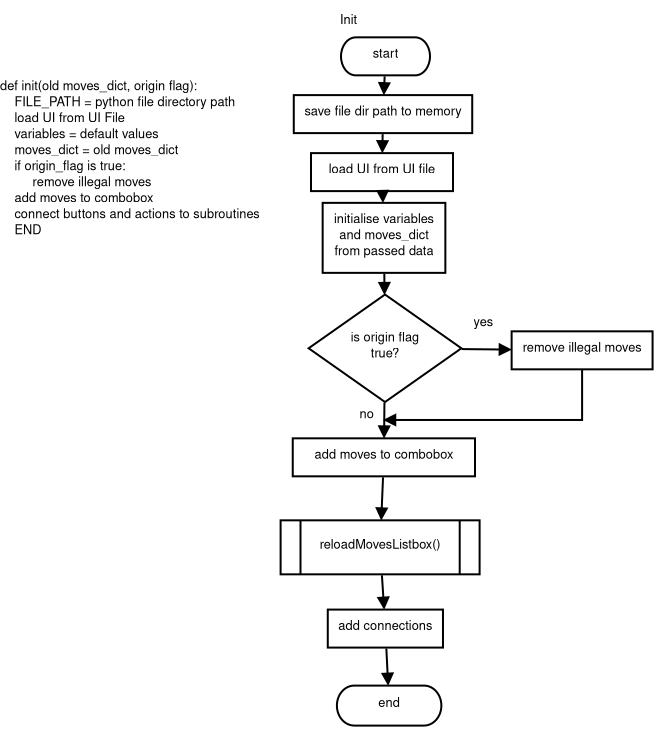 Init
def init(old moves_dict, origin flag):
FILE_PATH = python file directory path
load UI from UI File
variables = default values
moves_dict = old moves_dict
if origin_flag is true:
remove illegal moves
add moves to combobox
connect buttons and actions to subroutines
END
start
save file dir path to memory
load UI from UI file
initialise variables
and moves_dict
from passed data
is origin flag
true?
yes
remove illegal moves
no
add moves to combobox
reloadMovesListbox()
add connections
end